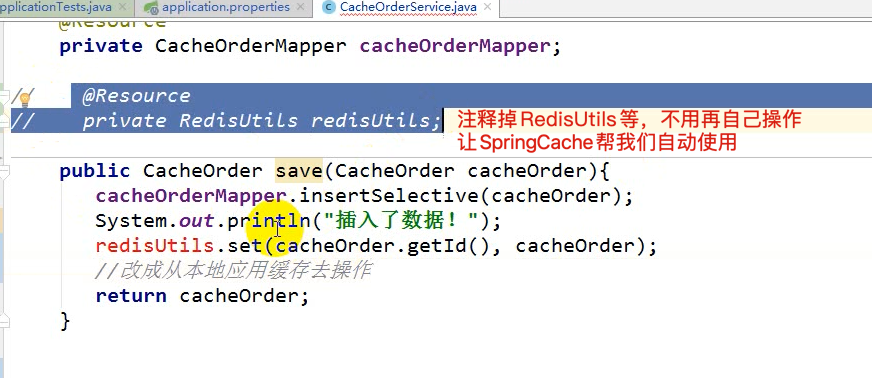 pplicationTests.java × application.properties × CacheOrderService.java ×
@Resource
private CacheOrderMapper cacheOrderMapper;
// @Resource
// private RedisUtils redisUtils; 注释掉RedisUtils等，不用再自己操作
让SpringCache帮我们自动使用
public CacheOrder save(CacheOrder cacheOrder){
cacheOrderMapper.insertSelective(cacheOrder);
System.out.println("插入了数据！");
redisUtils.set(cacheOrder.getId(), cacheOrder);
//改成从本地应用缓存去操作
return cacheOrder;
}